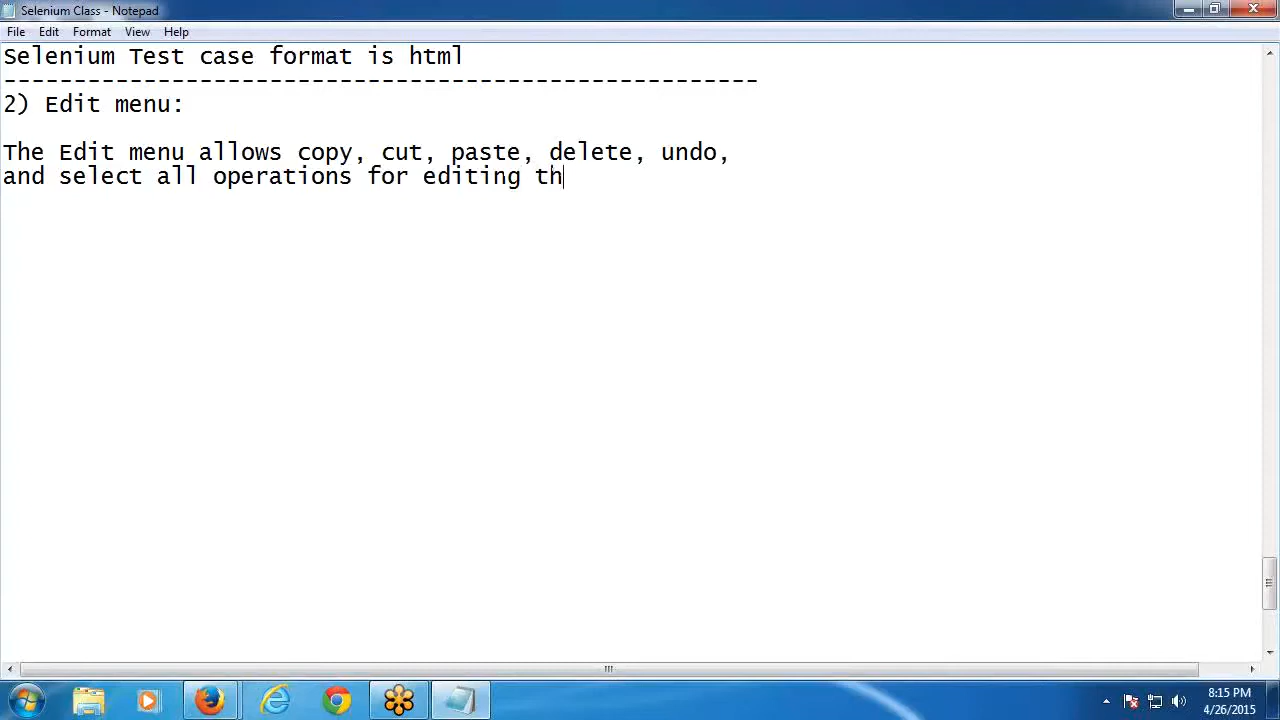 Selenium Class - Notepad
File Edit Format View Help
Selenium Test case format is html
------------------------------------------------------
2) Edit menu:
The Edit menu allows copy, cut, paste, delete, undo,
and select all operations for editing th
8:15 PM
4/26/2015